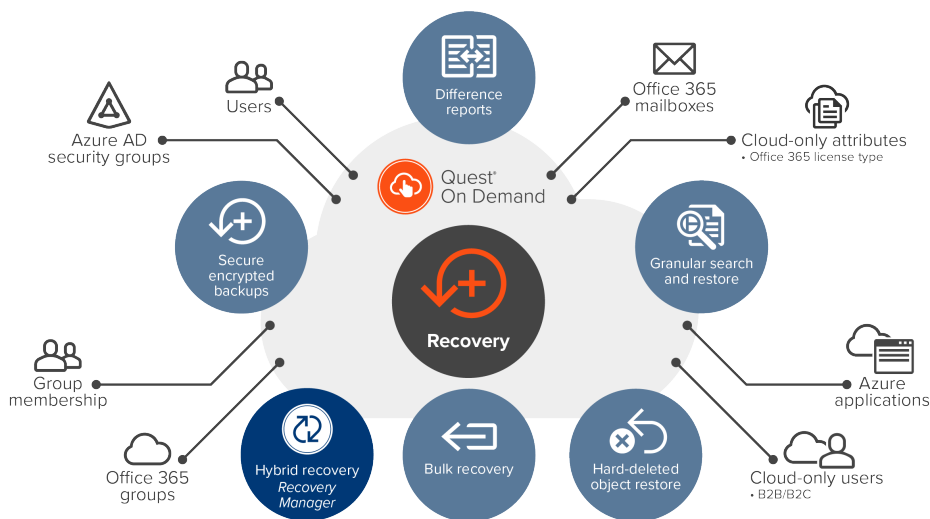 Difference
reports
Users
Office 365
mailboxes
Azure AD
security groups
Cloud-only attributes
• Office 365 license type
Quest®
On Demand
Secure
encrypted
backups
Granular search
and restore
Recovery
Group
membership
Azure
applications
Office 365
groups
Hybrid recovery
Recovery
Manager
Bulk recovery
Hard-deleted
object restore
Cloud-only users
• B2B/B2C